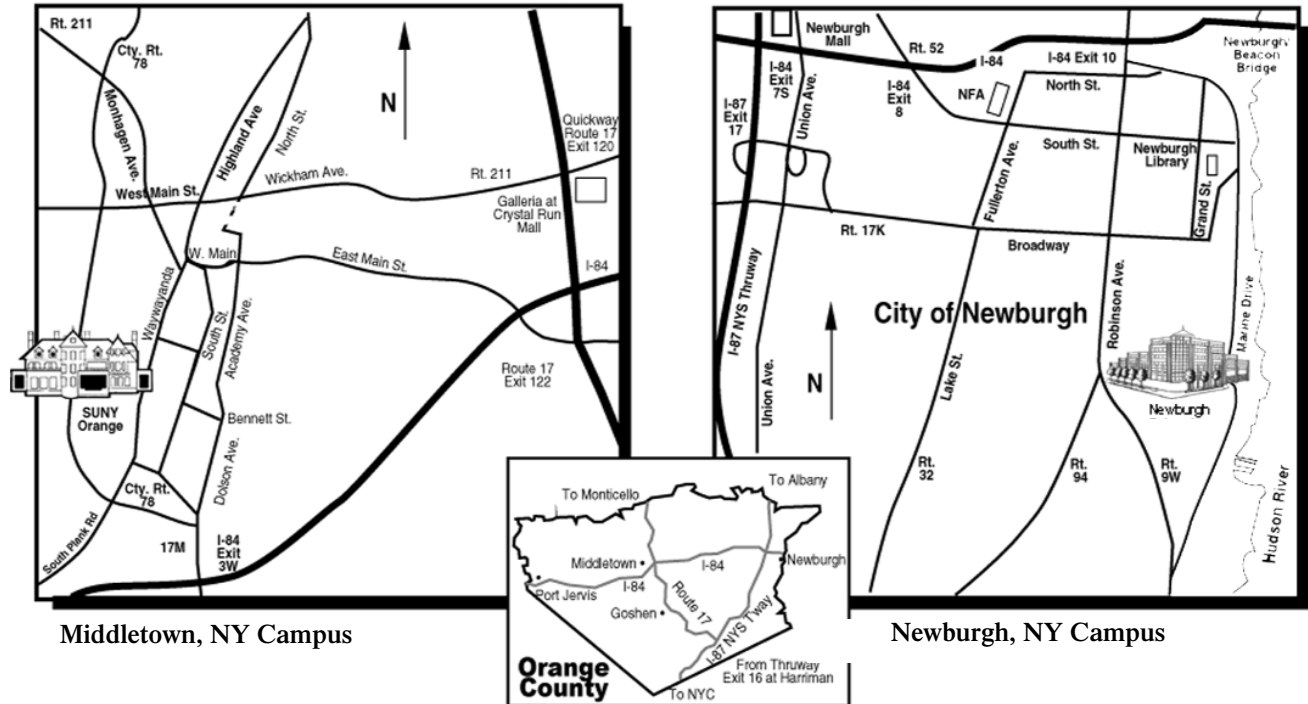 Rt. 211
Cty. Rt.
78
Monhagen Ave.
Highland Ave
North St.
N
Quickway
Route 17
Exit 120
West Main St.
Wickham Ave.
Rt. 211
Galleria at
Crystal Run
Mall
W. Main
East Main St.
I-84
Waywayanda
South St.
Academy Ave.
SUNY
Orange
Route 17
Exit 122
Bennett St.
Dolson Ave.
Cty. Rt.
78
South Plank Rd
17M
I-84
Exit
3W
Middletown, NY Campus
Newburgh
Mall
Rt. 52
I-84
I-84 Exit 10
Newburgh/
Beacon
Bridge
I-84
Exit
7S
Union Ave.
I-87
Exit
17
I-84
Exit
8
NFA
North St.
South St.
Newburgh
Library
Fullerton Ave.
Grand St.
Rt. 17K
Broadway
I-87 NYS Thruway
City of Newburgh
Robinson Ave.
Marine Drive
N
Union Ave.
Lake St.
Newburgh
Rt.
32
Rt.
94
Rt.
9W
Hudson River
Newburgh, NY Campus
To Monticello
To Albany
Middletown
I-84
Newburgh
I-84
Port Jervis
Goshen
Route 17
I-87 NYS Tway
Orange
County
From Thruway
Exit 16 at Harriman
To NYC